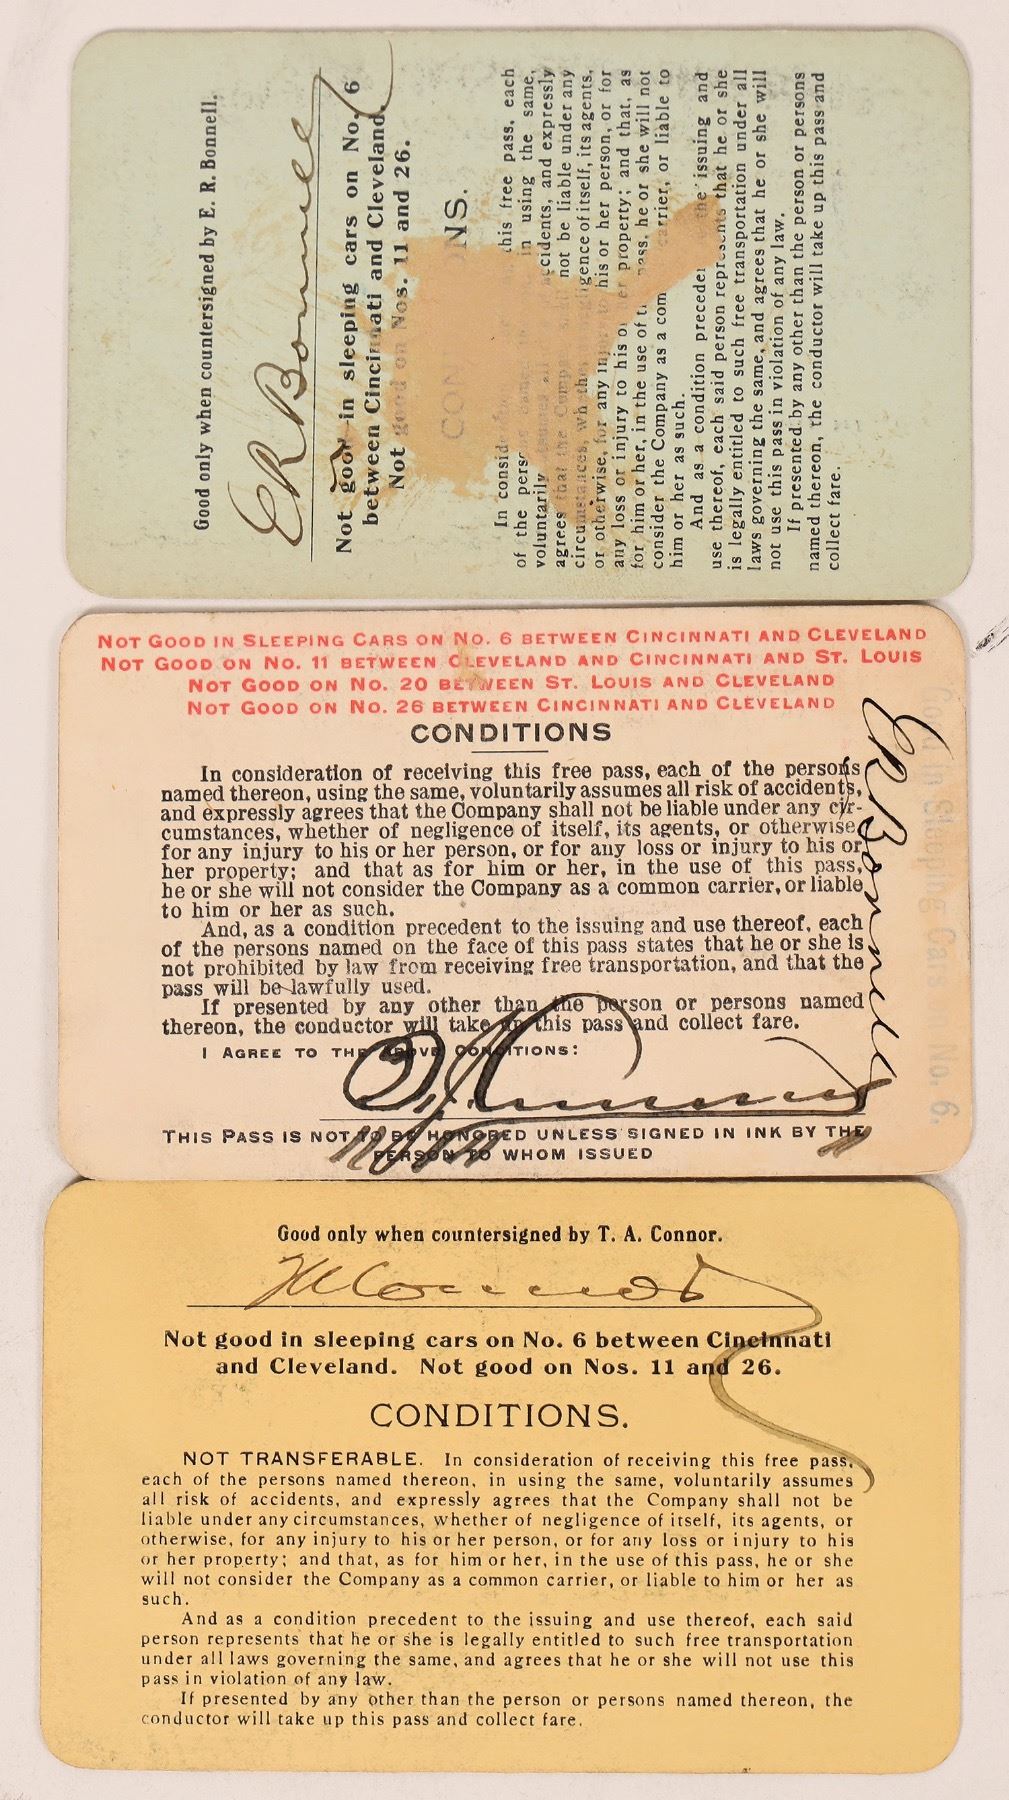 Good only when countersigned by E. R. Bonnell.
E R Bonnell
Not good in sleeping cars on No. 6
between Cincinnati and Cleveland.
Not good on Nos. 11 and 26.
CONDITIONS.
In this free pass, each
of the in using the same,
voluntarily accidents, and expressly
agrees that the Company not be liable under any
circumstances, negligence of itself, its agents,
or otherwise, for any his or her person, or for
any loss or injury to his or her property; and that, as
for him or her, in the use of pass, he or she will not
consider the Company as a carrier, or liable to
him or her as such.
And as a condition precedent the issuing and
use thereof, each said person represents that he or she
is legally entitled to such free transportation under all
laws governing the same, and agrees that he or she will
not use this pass in violation of any law.
If presented by any other than the person or persons
named thereon, the conductor will take up this pass and
collect fare.
NOT GOOD IN SLEEPING CARS ON NO. 6 BETWEEN CINCINNATI AND CLEVELAND
NOT GOOD ON NO. 11 BETWEEN CLEVELAND AND CINCINNATI AND ST. LOUIS
NOT GOOD ON NO. 20 BETWEEN ST. LOUIS AND CLEVELAND
NOT GOOD ON NO. 26 BETWEEN CINCINNATI AND CLEVELAND
CONDITIONS
In consideration of receiving this free pass, each of the persons
named thereon, using the same, voluntarily assumes all risk of accidents,
and expressly agrees that the Company shall not be liable under any cir-
cumstances, whether of negligence of itself, its agents, or otherwise,
for any injury to his or her person, or for any loss or injury to his or
her property; and that as for him or her, in the use of this pass,
he or she will not consider the Company as a common carrier, or liable
to him or her as such.
And, as a condition precedent to the issuing and use thereof, each
of the persons named on the face of this pass states that he or she is
not prohibited by law from receiving free transportation, and that the
pass will be lawfully used.
If presented by any other than the person or persons named
thereon, the conductor will take up this pass and collect fare.
I AGREE TO THE ABOVE CONDITIONS:
THIS PASS IS NOT TO BE HONORED UNLESS SIGNED IN INK BY THE
PERSON TO WHOM ISSUED
E R Bonnell
Good in Sleeping Cars No. 6.
Good only when countersigned by T. A. Connor.
Not good in sleeping cars on No. 6 between Cincinnati
and Cleveland. Not good on Nos. 11 and 26.
CONDITIONS.
NOT TRANSFERABLE. In consideration of receiving this free pass,
each of the persons named thereon, in using the same, voluntarily assumes
all risk of accidents, and expressly agrees that the Company shall not be
liable under any circumstances, whether of negligence of itself, its agents, or
otherwise, for any injury to his or her person, or for any loss or injury to his
or her property; and that, as for him or her, in the use of this pass, he or she
will not consider the Company as a common carrier, or liable to him or her as
such.
And as a condition precedent to the issuing and use thereof, each said
person represents that he or she is legally entitled to such free transportation
under all laws governing the same, and agrees that he or she will not use this
pass in violation of any law.
If presented by any other than the person or persons named thereon, the
conductor will take up this pass and collect fare.